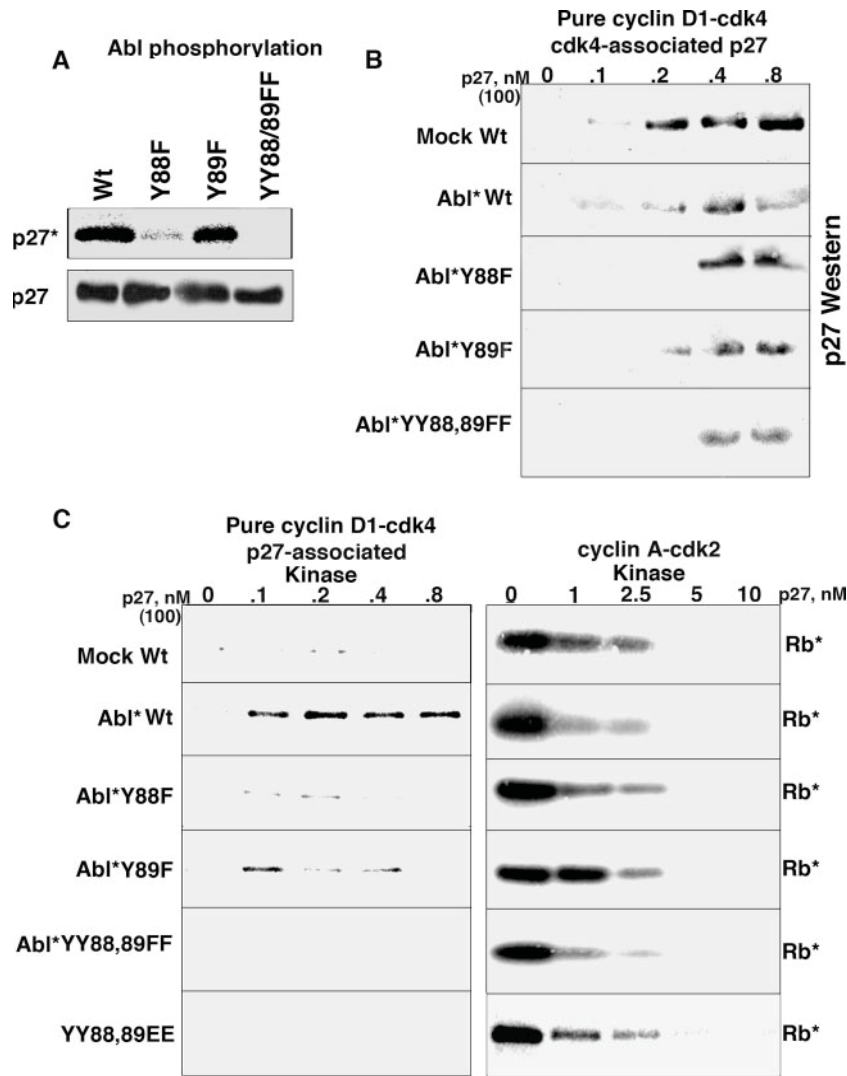 A
Abl phosphorylation
Wt
Y88F
Y89F
YY88/89FF
p27*
p27
B
Pure cyclin D1-cdk4
cdk4-associated p27
p27, nM 0 .1 .2 .4 .8
(100)
Mock Wt
Abl* Wt
Abl*Y88F
Abl*Y89F
Abl*YY88,89FF
p27 Western
C
Pure cyclin D1-cdk4
p27-associated
Kinase
p27, nM 0 .1 .2 .4 .8
(100)
Mock Wt
Abl* Wt
Abl*Y88F
Abl*Y89F
Abl*YY88,89FF
YY88,89EE
cyclin A-cdk2
Kinase
0 1 2.5 5 10 p27, nM
Rb*
Rb*
Rb*
Rb*
Rb*
Rb*